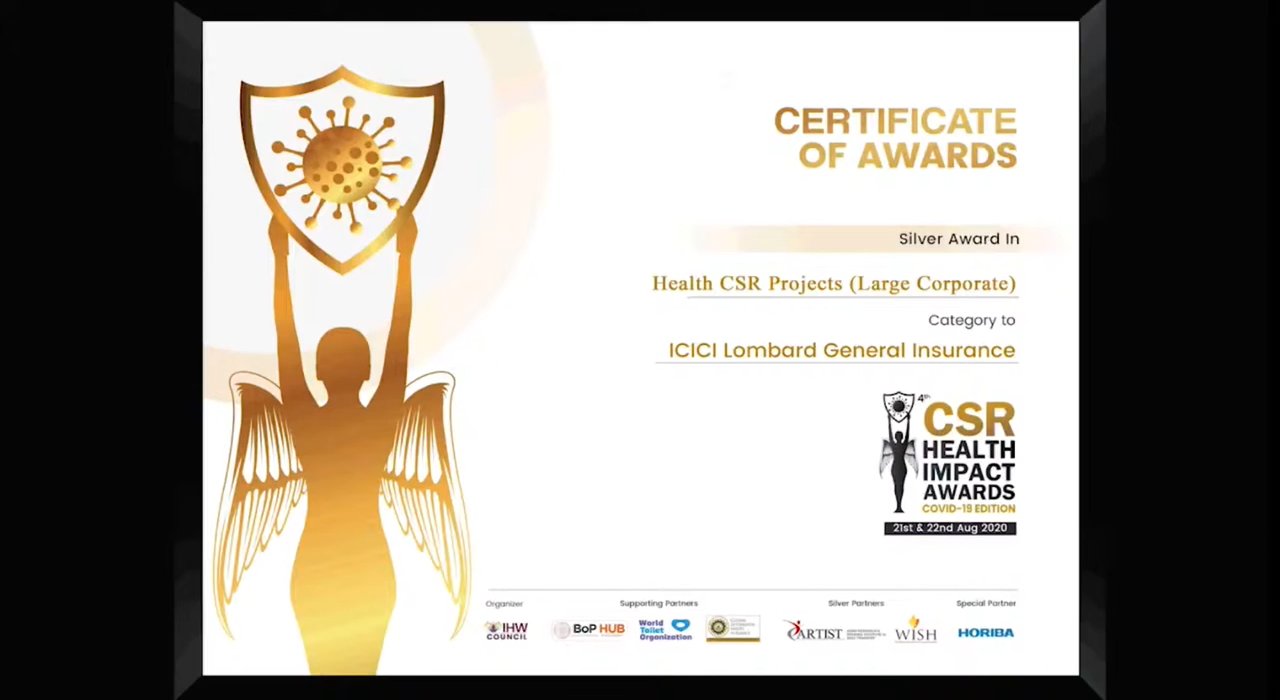 CERTIFICATE
OF AWARDS
Silver Award In
Health CSR Projects (Large Corporate)
Category to
ICICI Lombard General Insurance
4th
CSR
HEALTH
IMPACT
AWARDS
COVID-19 EDITION
21st & 22nd Aug 2020
Organizer
Supporting Partners
Silver Partners
Special Partner
IHW
COUNCIL
BoP HUB
World
Toilet
Organization
ARTIST
WISH
HORIBA